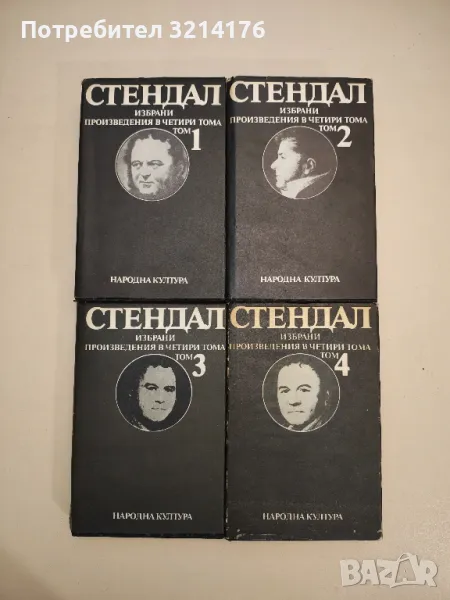 Потребител 3214176
СТЕНДАЛ
ИЗБРАНИ
ПРОИЗВЕДЕНИЯ В ЧЕТИРИ ТОМА
ТОМ 1
НАРОДНА КУЛТУРА
СТЕНДАЛ
ИЗБРАНИ
ПРОИЗВЕДЕНИЯ В ЧЕТИРИ ТОМА
ТОМ 2
НАРОДНА КУЛТУРА
СТЕНДАЛ
ИЗБРАНИ
ПРОИЗВЕДЕНИЯ В ЧЕТИРИ ТОМА
ТОМ 3
НАРОДНА КУЛТУРА
СТЕНДАЛ
ИЗБРАНИ
ПРОИЗВЕДЕНИЯ В ЧЕТИРИ ТОМА
ТОМ 4
НАРОДНА КУЛТУРА
bazar